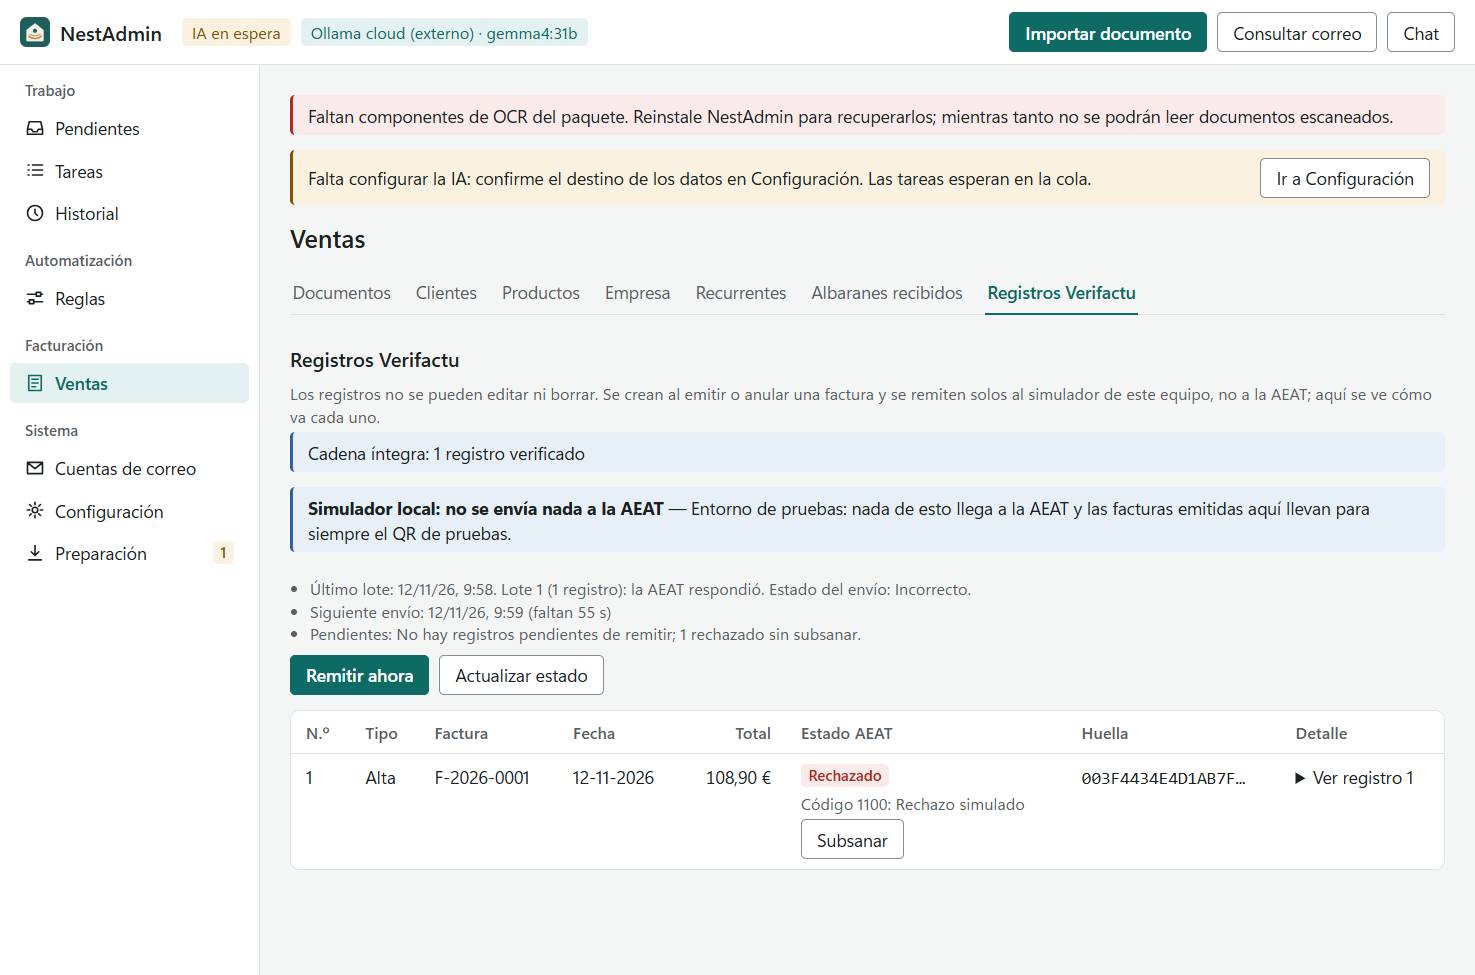 NestAdmin
IA en espera
Ollama cloud (externo) · gemma4:31b
Importar documento
Consultar correo
Chat
Trabajo
Pendientes
Tareas
Historial
Automatización
Reglas
Facturación
Ventas
Sistema
Cuentas de correo
Configuración
Preparación
1
Faltan componentes de OCR del paquete. Reinstale NestAdmin para recuperarlos; mientras tanto no se podrán leer documentos escaneados.
Falta configurar la IA: confirme el destino de los datos en Configuración. Las tareas esperan en la cola.
Ir a Configuración
Ventas
Documentos
Clientes
Productos
Empresa
Recurrentes
Albaranes recibidos
Registros Verifactu
Registros Verifactu
Los registros no se pueden editar ni borrar. Se crean al emitir o anular una factura y se remiten solos al simulador de este equipo, no a la AEAT; aquí se ve cómo
va cada uno.
Cadena íntegra: 1 registro verificado
Simulador local: no se envía nada a la AEAT — Entorno de pruebas: nada de esto llega a la AEAT y las facturas emitidas aquí llevan para
siempre el QR de pruebas.
Último lote: 12/11/26, 9:58. Lote 1 (1 registro): la AEAT respondió. Estado del envío: Incorrecto.
Siguiente envío: 12/11/26, 9:59 (faltan 55 s)
Pendientes: No hay registros pendientes de remitir; 1 rechazado sin subsanar.
Remitir ahora
Actualizar estado
N.º Tipo Factura Fecha Total Estado AEAT Huella Detalle
1 Alta F-2026-0001 12-11-2026 108,90 € Rechazado 003F4434E4D1AB7F… ▶ Ver registro 1
Código 1100: Rechazo simulado
Subsanar